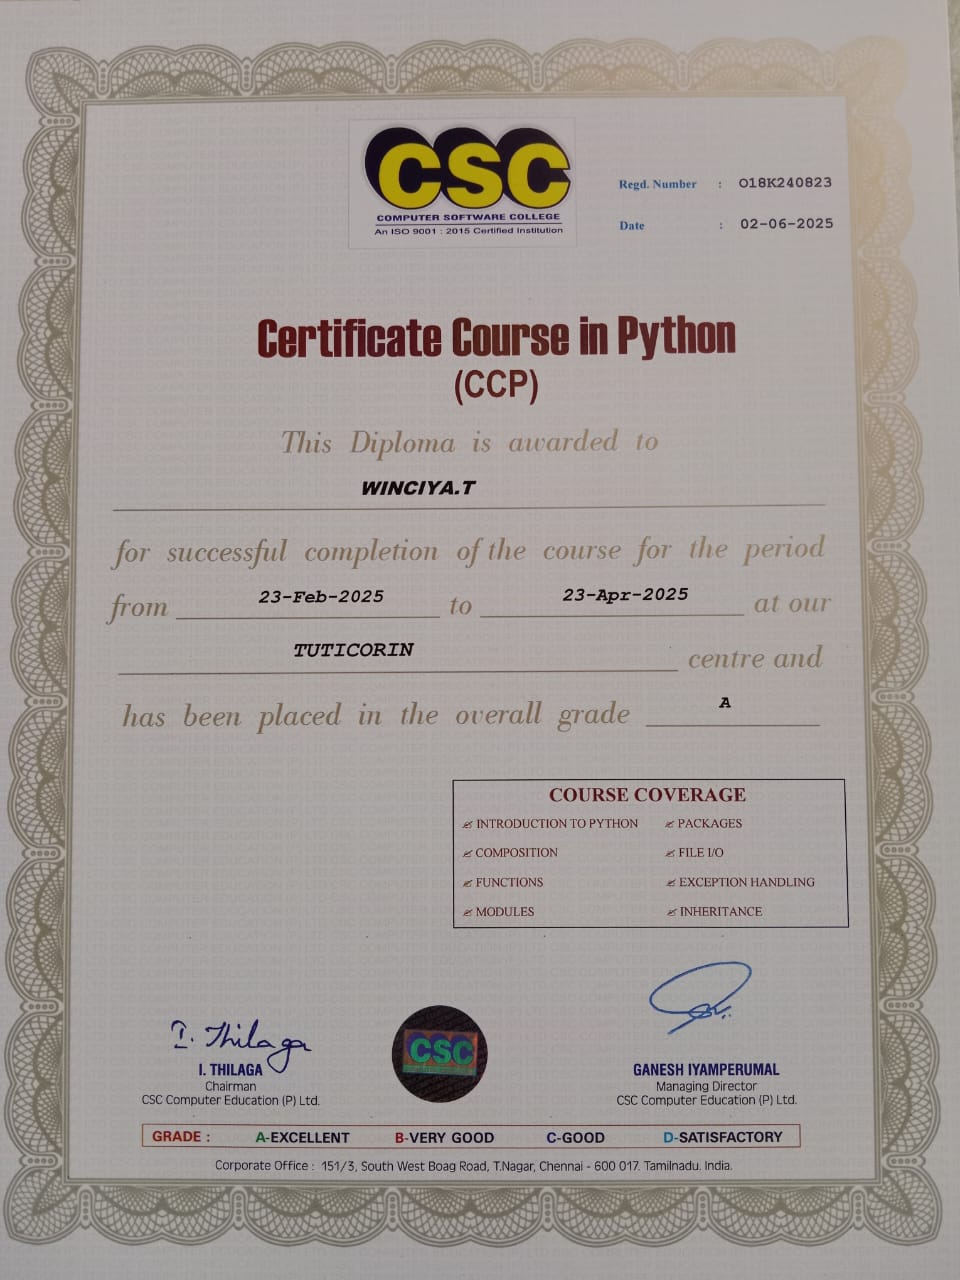 CSC
COMPUTER SOFTWARE COLLEGE
An ISO 9001 : 2015 Certified Institution
Regd. Number : O18K240823
Date : 02-06-2025
Certificate Course in Python
(CCP)
This Diploma is awarded to
WINCIYA.T
for successful completion of the course for the period
from 23-Feb-2025 to 23-Apr-2025 at our
TUTICORIN centre and
has been placed in the overall grade A
COURSE COVERAGE
INTRODUCTION TO PYTHON PACKAGES
COMPOSITION FILE I/O
FUNCTIONS EXCEPTION HANDLING
MODULES INHERITANCE
I. Thilaga
CSC
I. THILAGA
Chairman
CSC Computer Education (P) Ltd.
GANESH IYAMPERUMAL
Managing Director
CSC Computer Education (P) Ltd.
GRADE : A-EXCELLENT B-VERY GOOD C-GOOD D-SATISFACTORY
Corporate Office : 151/3, South West Boag Road, T.Nagar, Chennai - 600 017. Tamilnadu. India.